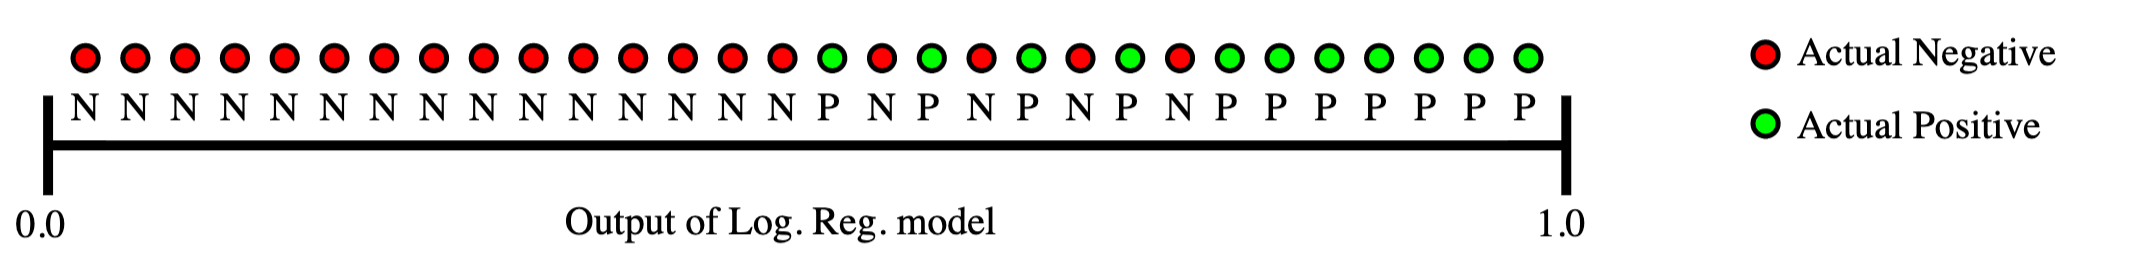 N N N N N N N N N N N N N N N P N P N P N P N P P P P P P P
0.0
Output of Log. Reg. model
1.0
Actual Negative
Actual Positive